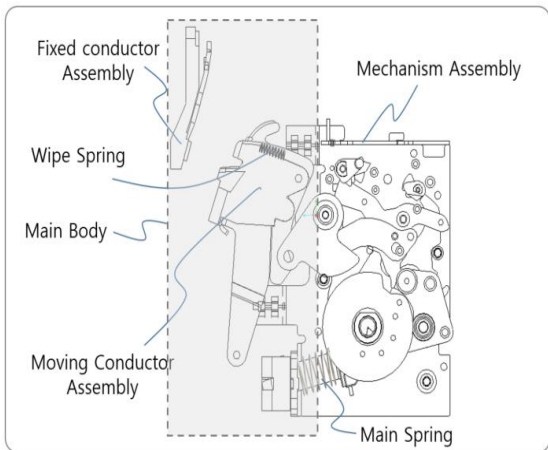 Fixed conductor
Assembly
Mechanism Assembly
Wipe Spring
Main Body
Moving Conductor
Assembly
Main Spring